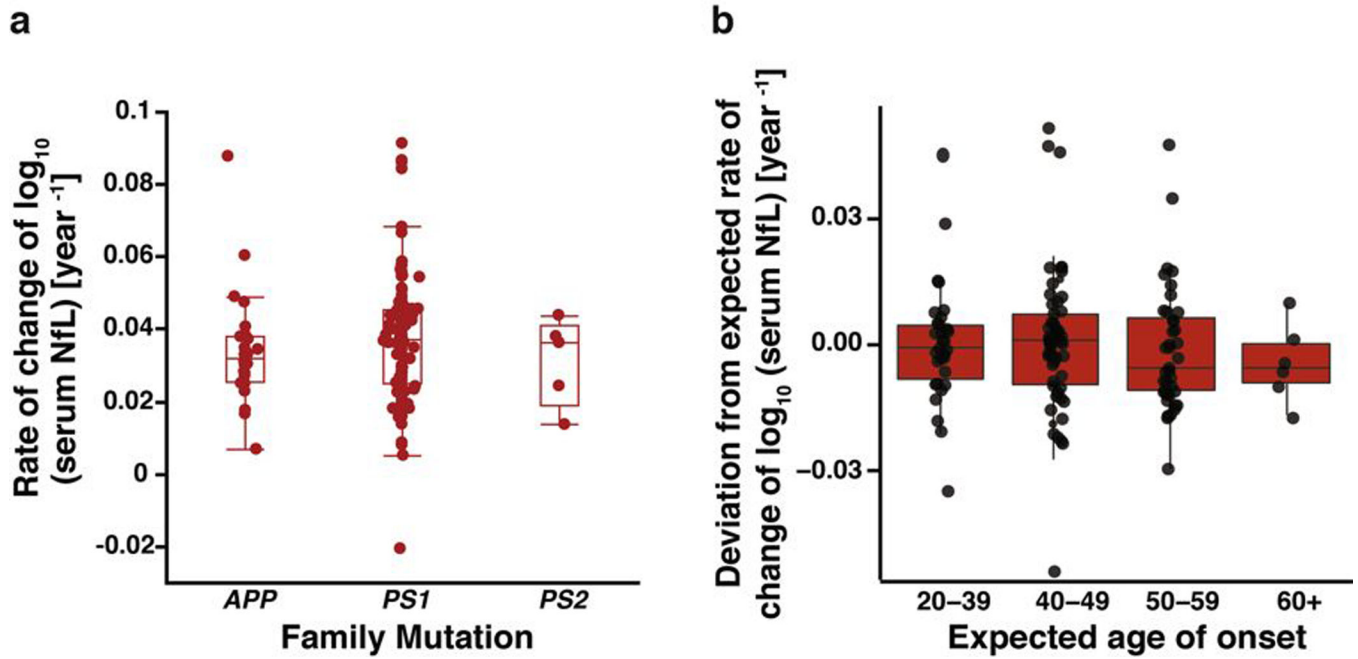 a
Rate of change of log10
(serum NfL) [year -1]
0.1
0.08
0.06
0.04
0.02
0
-0.02
APP PS1 PS2
Family Mutation
b
Deviation from expected rate of
change of log10 (serum NfL) [year -1]
0.03
0.00
−0.03
20–39 40–49 50–59 60+
Expected age of onset